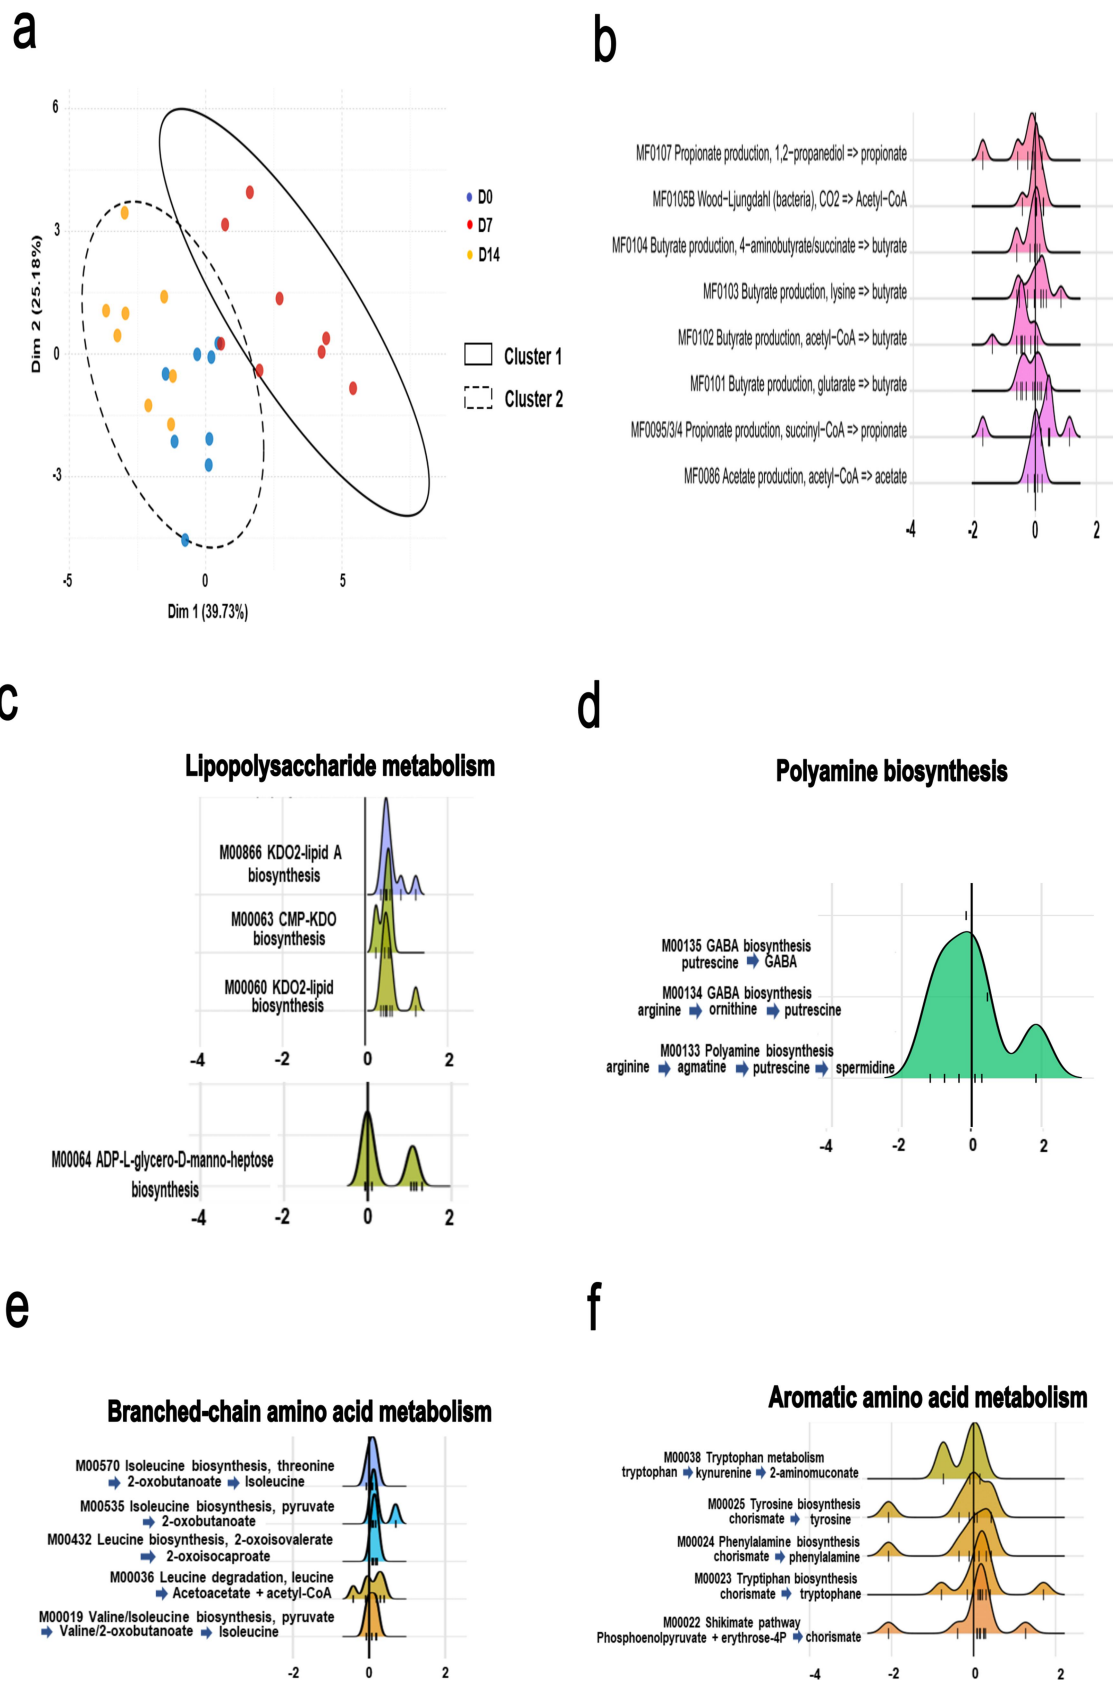 a
b
6
3
0
-3
-5
0
5
Dim 2 (25.18%)
Dim 1 (39.73%)
D0
D7
D14
Cluster 1
Cluster 2
MF0107 Propionate production, 1,2−propanediol => propionate
MF0105B Wood−Ljungdahl (bacteria), CO2 => Acetyl−CoA
MF0104 Butyrate production, 4−aminobutyrate/succinate => butyrate
MF0103 Butyrate production, lysine => butyrate
MF0102 Butyrate production, acetyl−CoA => butyrate
MF0101 Butyrate production, glutarate => butyrate
MF0095/3/4 Propionate production, succinyl−CoA => propionate
MF0086 Acetate production, acetyl−CoA => acetate
-4
-2
0
2
c
d
Lipopolysaccharide metabolism
M00866 KDO2-lipid A
biosynthesis
M00063 CMP-KDO
biosynthesis
M00060 KDO2-lipid
biosynthesis
-4
-2
0
2
M00064 ADP-L-glycero-D-manno-heptose
biosynthesis
-4
-2
0
2
Polyamine biosynthesis
M00135 GABA biosynthesis
putrescine ➡ GABA
M00134 GABA biosynthesis
arginine ➡ ornithine ➡ putrescine
M00133 Polyamine biosynthesis
arginine ➡ agmatine ➡ putrescine ➡ spermidine
-4
-2
0
2
e
f
Branched-chain amino acid metabolism
M00570 Isoleucine biosynthesis, threonine
➡ 2-oxobutanoate ➡ Isoleucine
M00535 Isoleucine biosynthesis, pyruvate
➡ 2-oxobutanoate
M00432 Leucine biosynthesis, 2-oxoisovalerate
➡ 2-oxoisocaproate
M00036 Leucine degradation, leucine
➡ Acetoacetate + acetyl-CoA
M00019 Valine/Isoleucine biosynthesis, pyruvate
➡ Valine/2-oxobutanoate ➡ Isoleucine
-2
0
2
Aromatic amino acid metabolism
M00038 Tryptophan metabolism
tryptophan ➡ kynurenine ➡ 2-aminomuconate
M00025 Tyrosine biosynthesis
chorismate ➡ tyrosine
M00024 Phenylalamine biosynthesis
chorismate ➡ phenylalamine
M00023 Tryptiphan biosynthesis
chorismate ➡ tryptophane
M00022 Shikimate pathway
Phosphoenolpyruvate + erythrose-4P ➡ chorismate
-4
-2
0
2